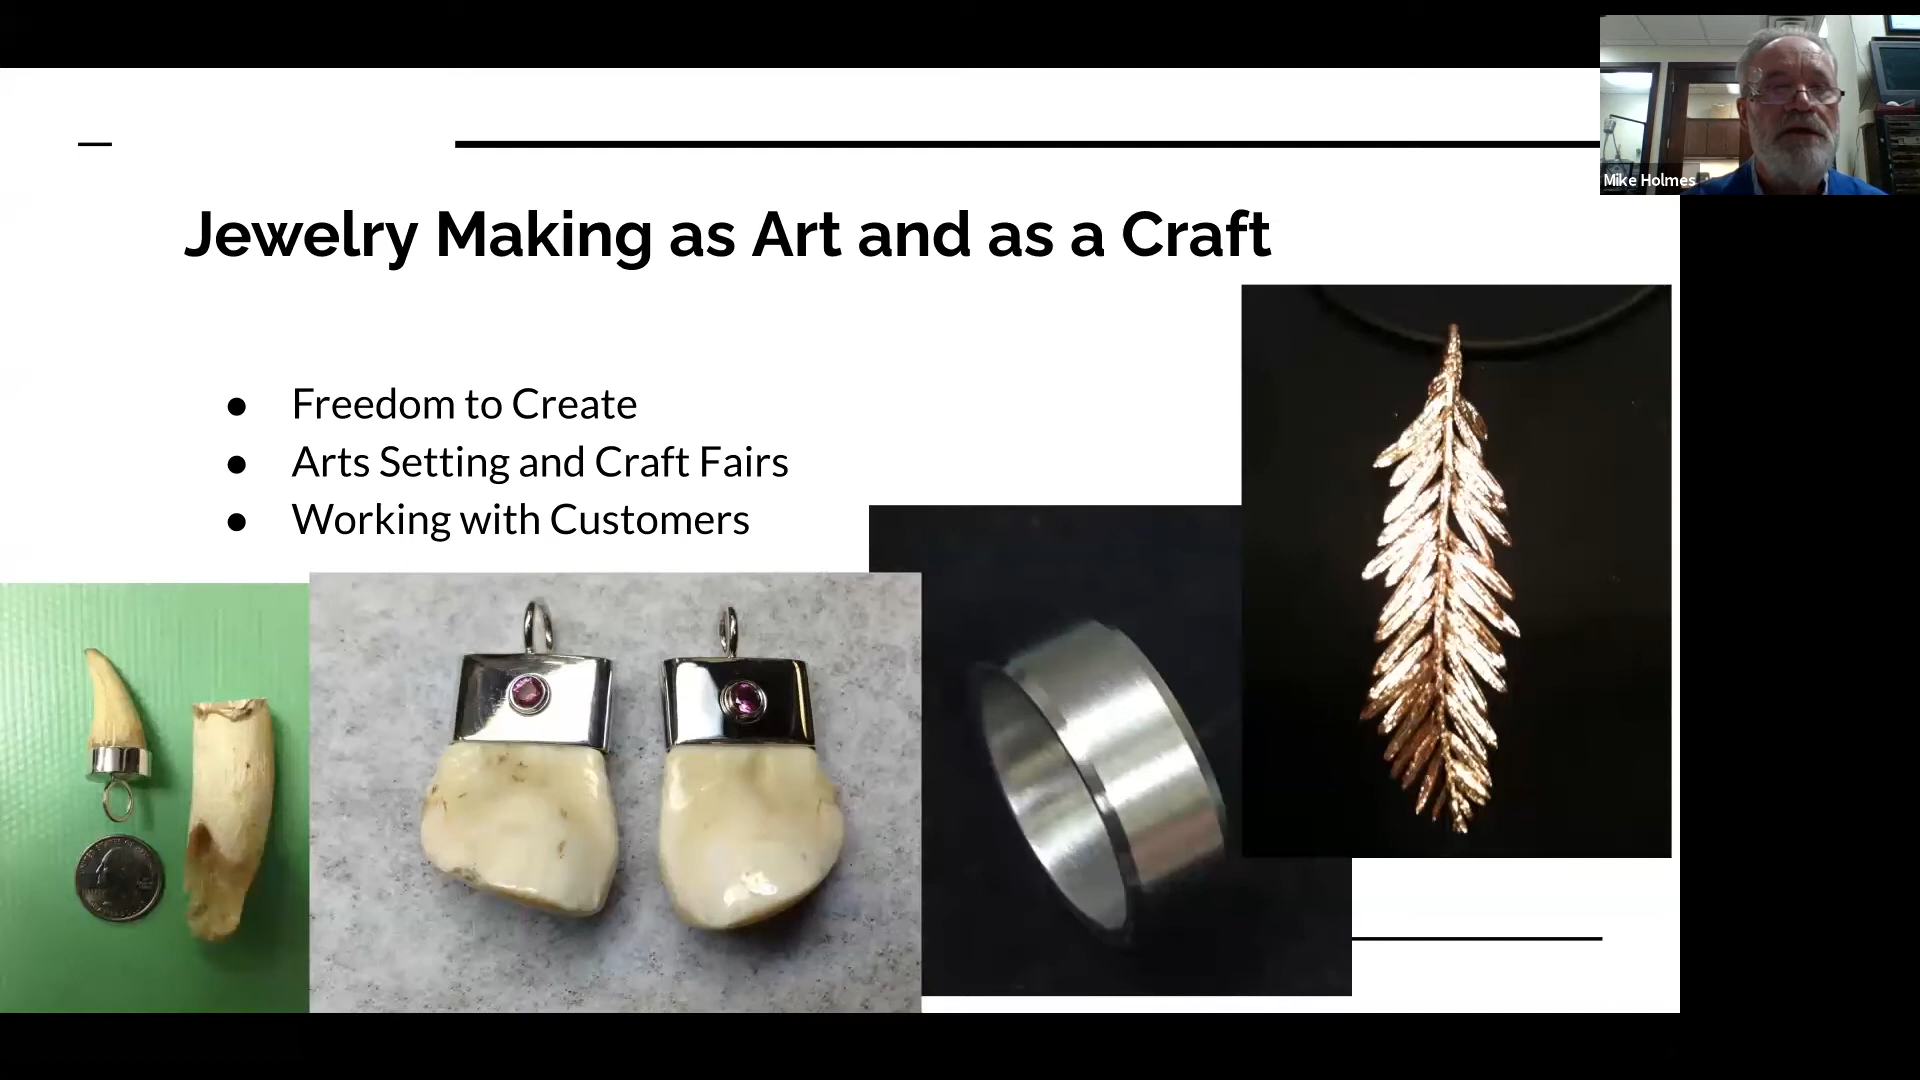 Mike Holmes
Jewelry Making as Art and as a Craft
● Freedom to Create
● Arts Setting and Craft Fairs
● Working with Customers